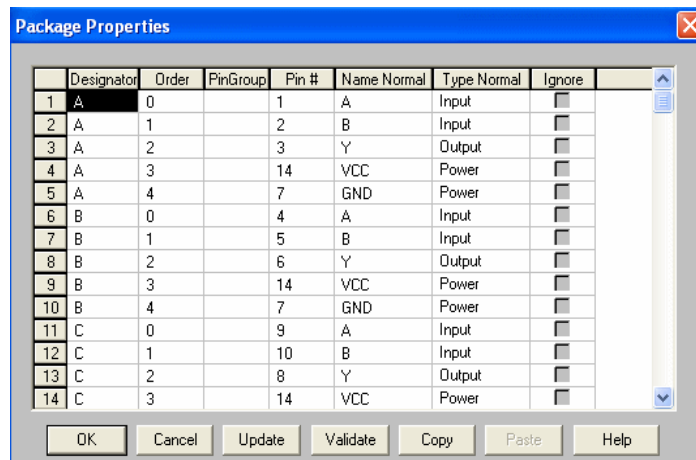 Package Properties
Designator Order PinGroup Pin # Name Normal Type Normal Ignore
1 A 0 1 A Input
2 A 1 2 B Input
3 A 2 3 Y Output
4 A 3 14 VCC Power
5 A 4 7 GND Power
6 B 0 4 A Input
7 B 1 5 B Input
8 B 2 6 Y Output
9 B 3 14 VCC Power
10 B 4 7 GND Power
11 C 0 9 A Input
12 C 1 10 B Input
13 C 2 8 Y Output
14 C 3 14 VCC Power
OK Cancel Update Validate Copy Paste Help